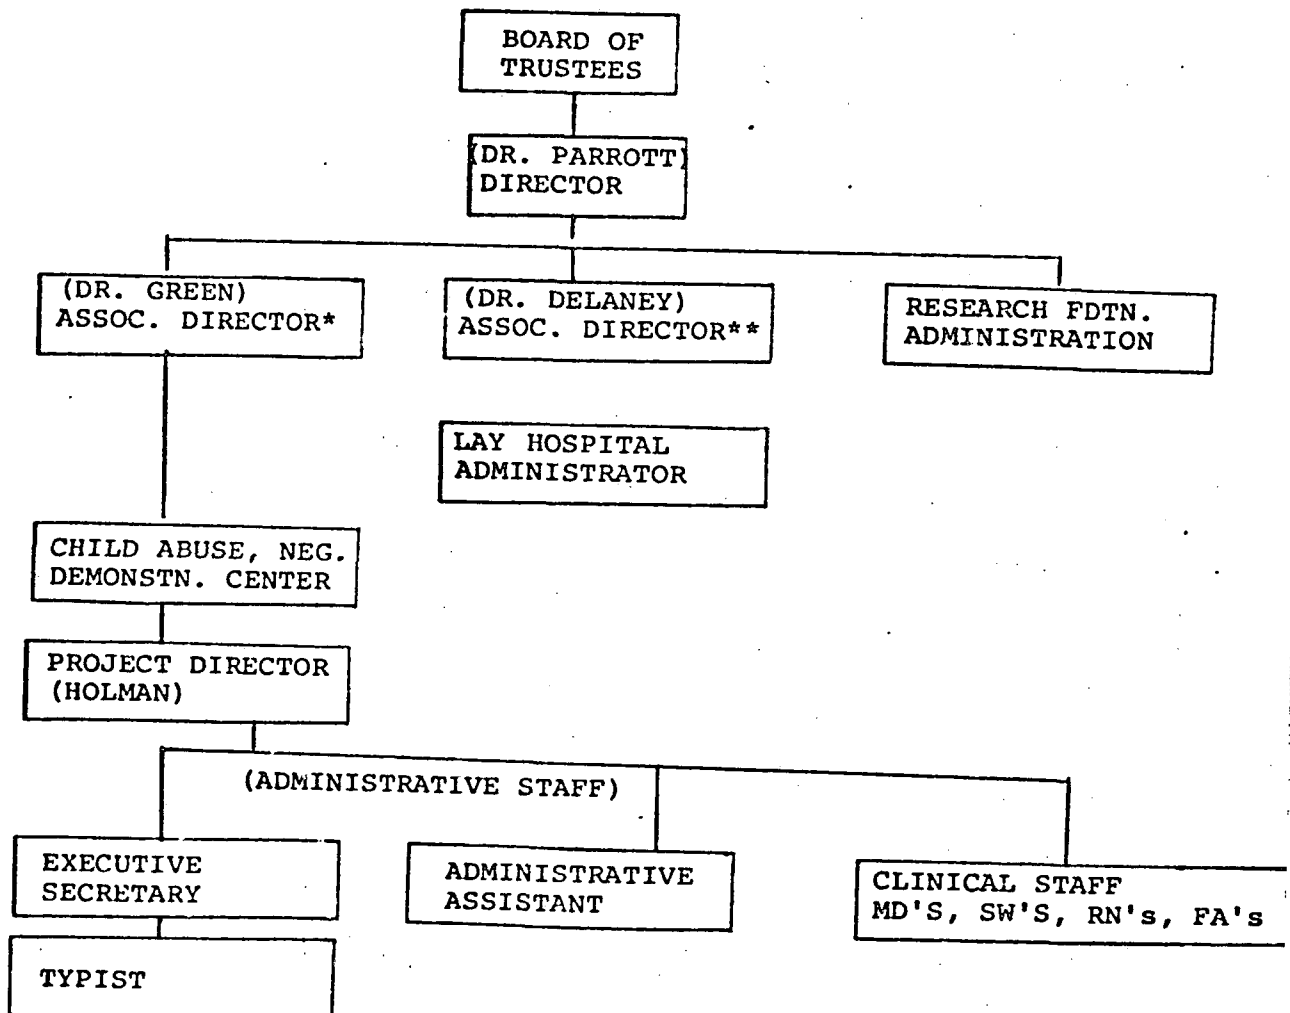 BOARD OF
TRUSTEES
(DR. PARROTT)
DIRECTOR
(DR. GREEN)
ASSOC. DIRECTOR*
(DR. DELANEY)
ASSOC. DIRECTOR**
RESEARCH FDTN.
ADMINISTRATION
LAY HOSPITAL
ADMINISTRATOR
CHILD ABUSE, NEG.
DEMONSTN. CENTER
PROJECT DIRECTOR
(HOLMAN)
(ADMINISTRATIVE STAFF)
EXECUTIVE
SECRETARY
ADMINISTRATIVE
ASSISTANT
CLINICAL STAFF
MD'S, SW'S, RN's, FA's
TYPIST